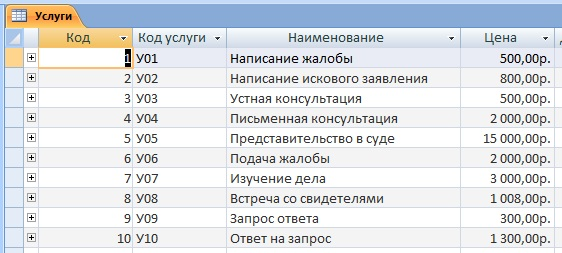 Услуги
Код Код услуги Наименование Цена
1 У01 Написание жалобы 500,00р.
2 У02 Написание искового заявления 800,00р.
3 У03 Устная консультация 500,00р.
4 У04 Письменная консультация 2 000,00р.
5 У05 Представительство в суде 15 000,00р.
6 У06 Подача жалобы 2 000,00р.
7 У07 Изучение дела 3 000,00р.
8 У08 Встреча со свидетелями 1 008,00р.
9 У09 Запрос ответа 300,00р.
10 У10 Ответ на запрос 1 300,00р.